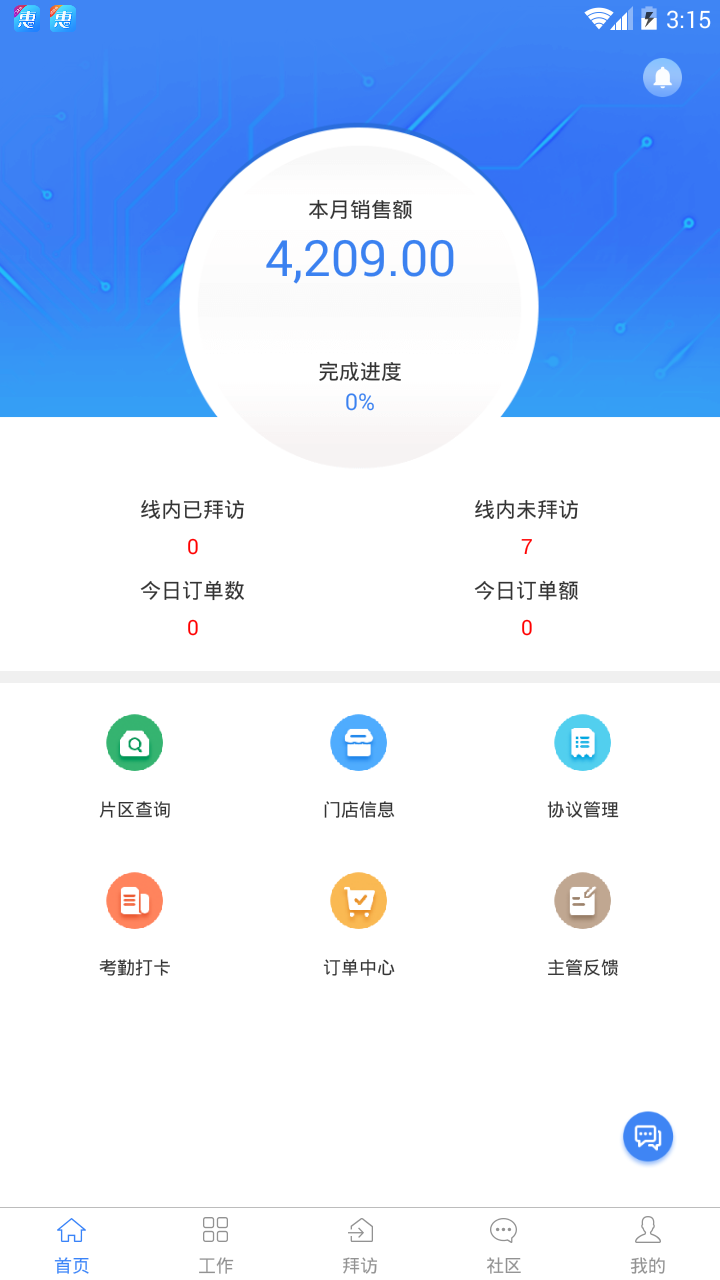 惠 惠 3:15
本月销售额
4,209.00
完成进度
0%
线内已拜访 线内未拜访
0 7
今日订单数 今日订单额
0 0
片区查询 门店信息 协议管理
考勤打卡 订单中心 主管反馈
首页 工作 拜访 社区 我的